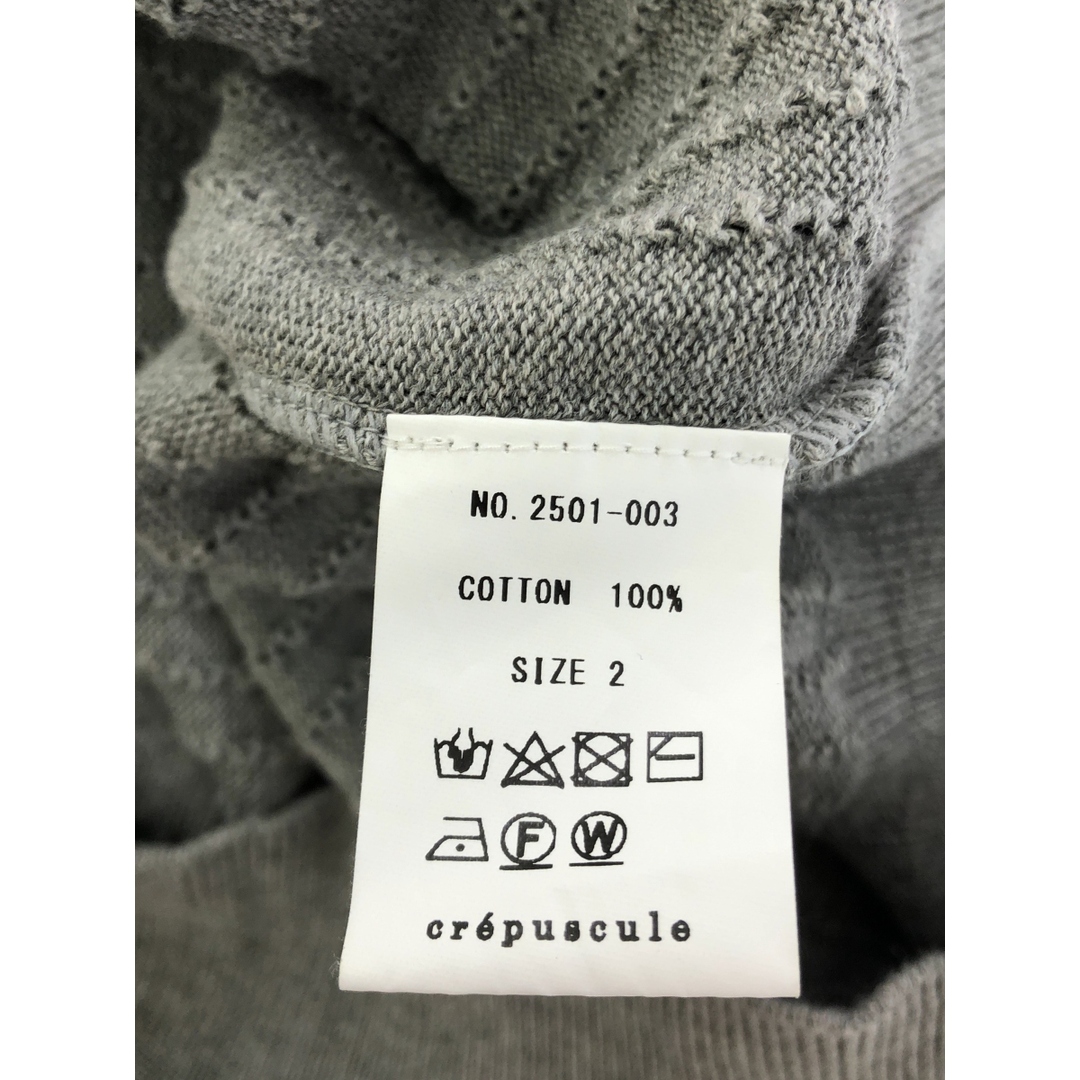 NO. 2501-003
COTTON 100%
SIZE 2
F W
crépuscule